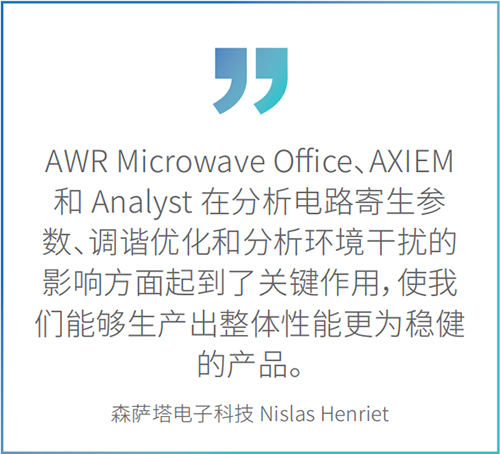 AWR Microwave Office、AXIEM
和 Analyst 在分析电路寄生参
数、调谐优化和分析环境干扰的
影响方面起到了关键作用，使我
们能够生产出整体性能更为稳健
的产品。
森萨塔电子科技 Nislas Henriet